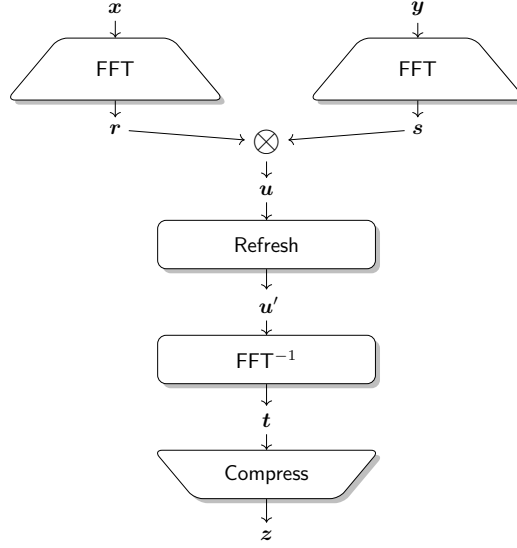 x y
FFT FFT
r ⊗ s
u
Refresh
u′
FFT⁻¹
t
Compress
z